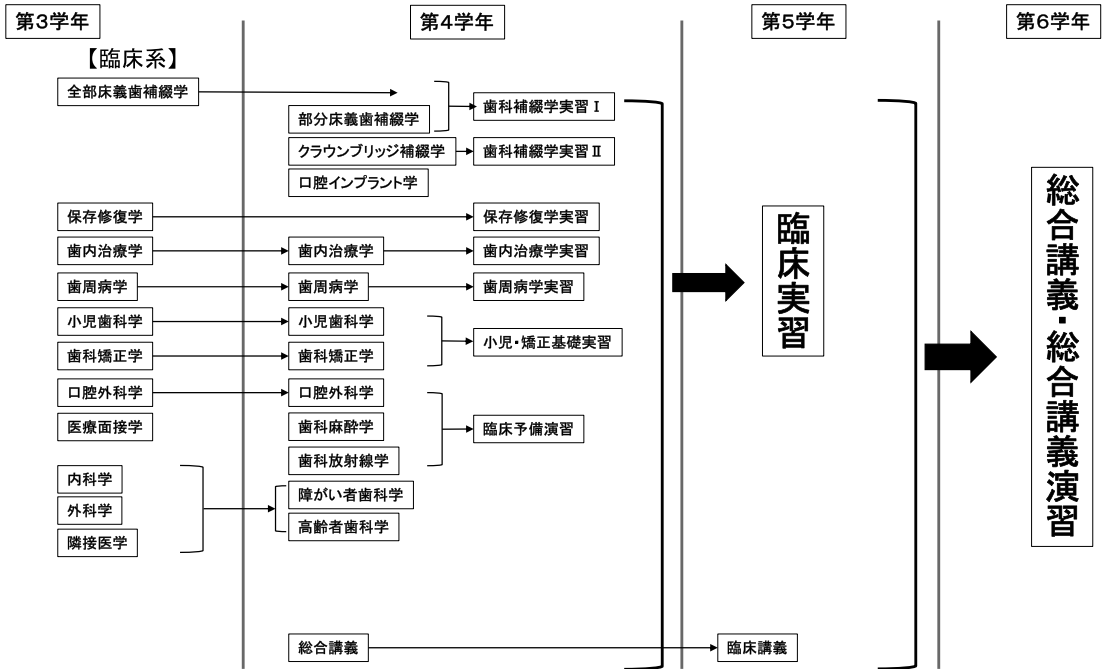 第3学年
第4学年
第5学年
第6学年
【臨床系】
全部床義歯補綴学
部分床義歯補綴学
歯科補綴学実習Ⅰ
クラウンブリッジ補綴学
歯科補綴学実習Ⅱ
口腔インプラント学
保存修復学
保存修復学実習
歯内治療学
歯内治療学
歯内治療学実習
歯周病学
歯周病学
歯周病学実習
小児歯科学
小児歯科学
小児・矯正基礎実習
歯科矯正学
歯科矯正学
口腔外科学
口腔外科学
医療面接学
歯科麻酔学
臨床予備演習
歯科放射線学
内科学
外科学
隣接医学
障がい者歯科学
高齢者歯科学
総合講義
臨床講義
臨床実習
総合講義・総合講義演習